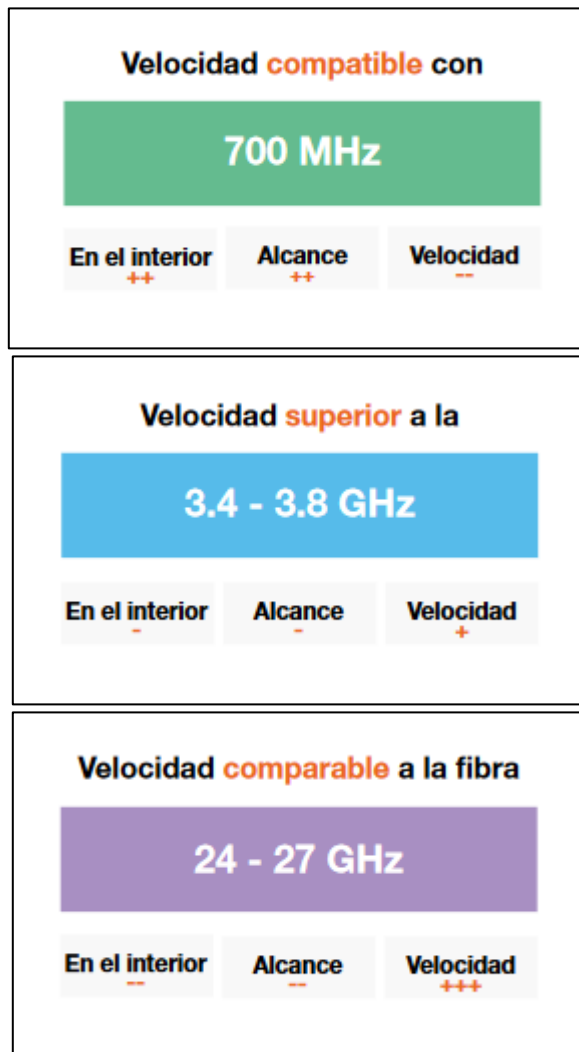 Velocidad compatible con
700 MHz
En el interior Alcance Velocidad
++ ++ --
Velocidad superior a la
3.4 - 3.8 GHz
En el interior Alcance Velocidad
- - +
Velocidad comparable a la fibra
24 - 27 GHz
En el interior Alcance Velocidad
-- -- +++